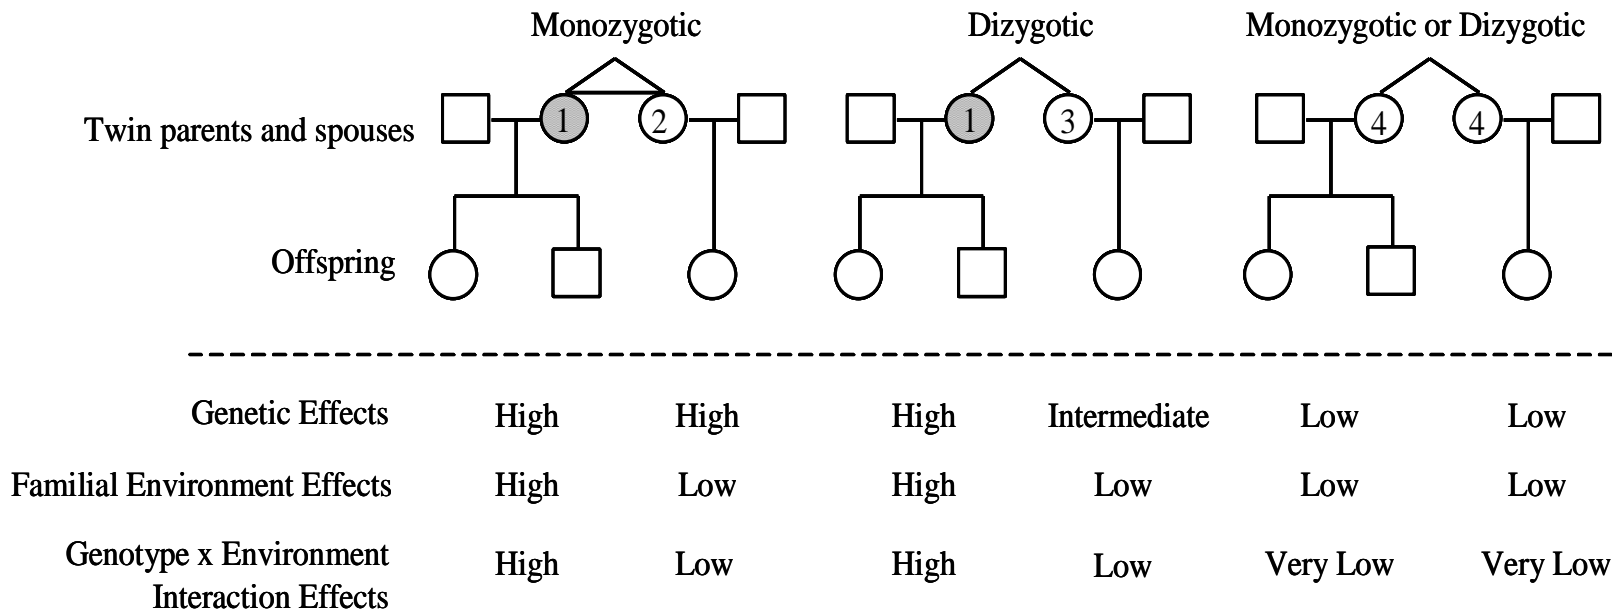 Monozygotic Dizygotic Monozygotic or Dizygotic
Twin parents and spouses 1 2 1 3 4 4
Offspring
Genetic Effects High High High Intermediate Low Low
Familial Environment Effects High Low High Low Low Low
Genotype x Environment
Interaction Effects High Low High Low Very Low Very Low